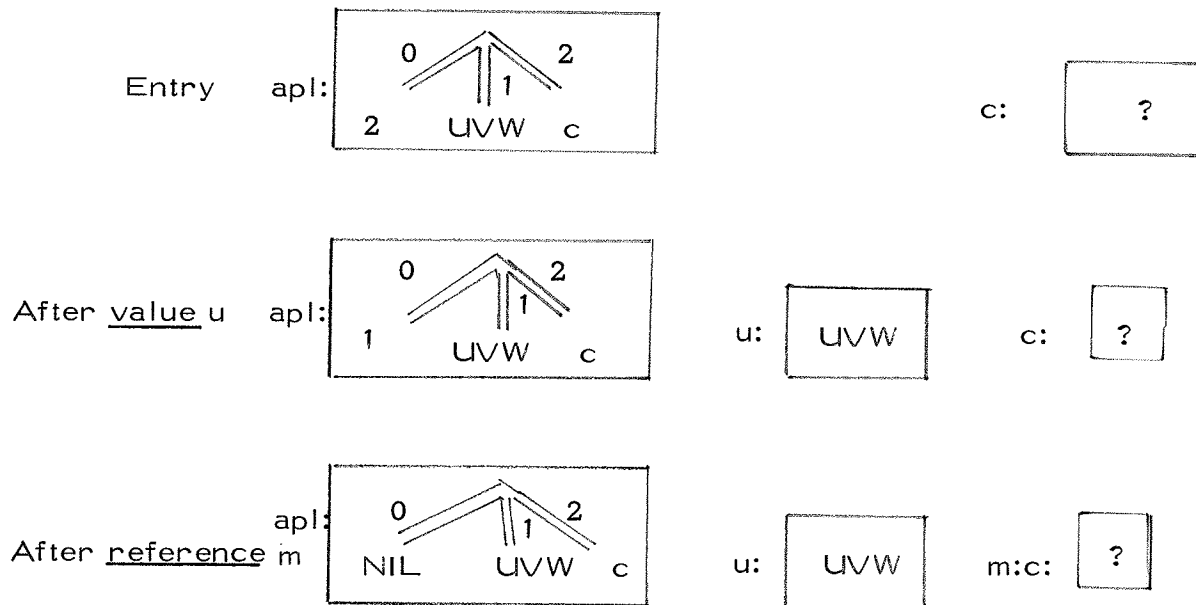 0 2
Entry apl: 1 c: ?
2 UVW c
0 2
After value u apl: 1 u: UVW c: ?
1 UVW c
apl: 0 1 2
After reference m NIL UVW c u: UVW m:c: ?